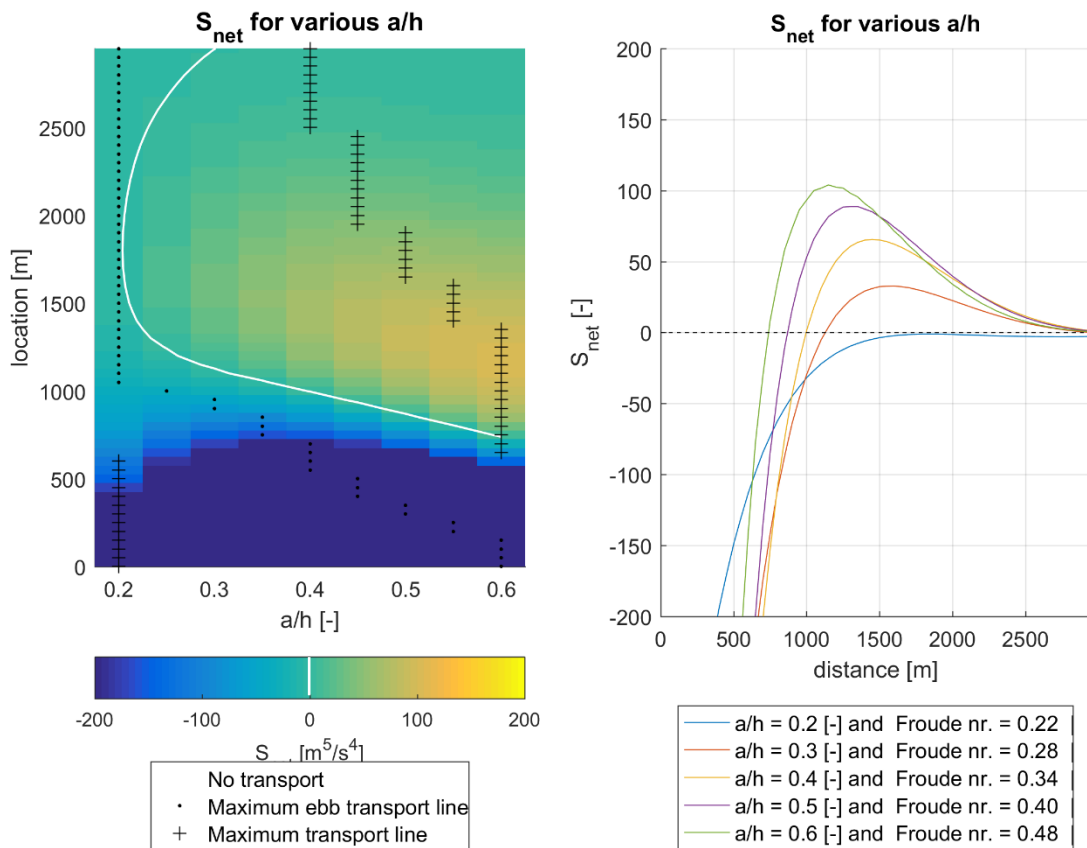 S_net for various a/h
location [m]
2500
2000
1500
1000
500
0
0.2 0.3 0.4 0.5 0.6
a/h [-]
-200 -100 0 100 200
S [m^5/s^4]
No transport
Maximum ebb transport line
Maximum transport line
S_net for various a/h
S_net [-]
200
150
100
50
0
-50
-100
-150
-200
0 500 1000 1500 2000 2500
distance [m]
a/h = 0.2 [-] and Froude nr. = 0.22 |
a/h = 0.3 [-] and Froude nr. = 0.28 |
a/h = 0.4 [-] and Froude nr. = 0.34 |
a/h = 0.5 [-] and Froude nr. = 0.40 |
a/h = 0.6 [-] and Froude nr. = 0.48 |